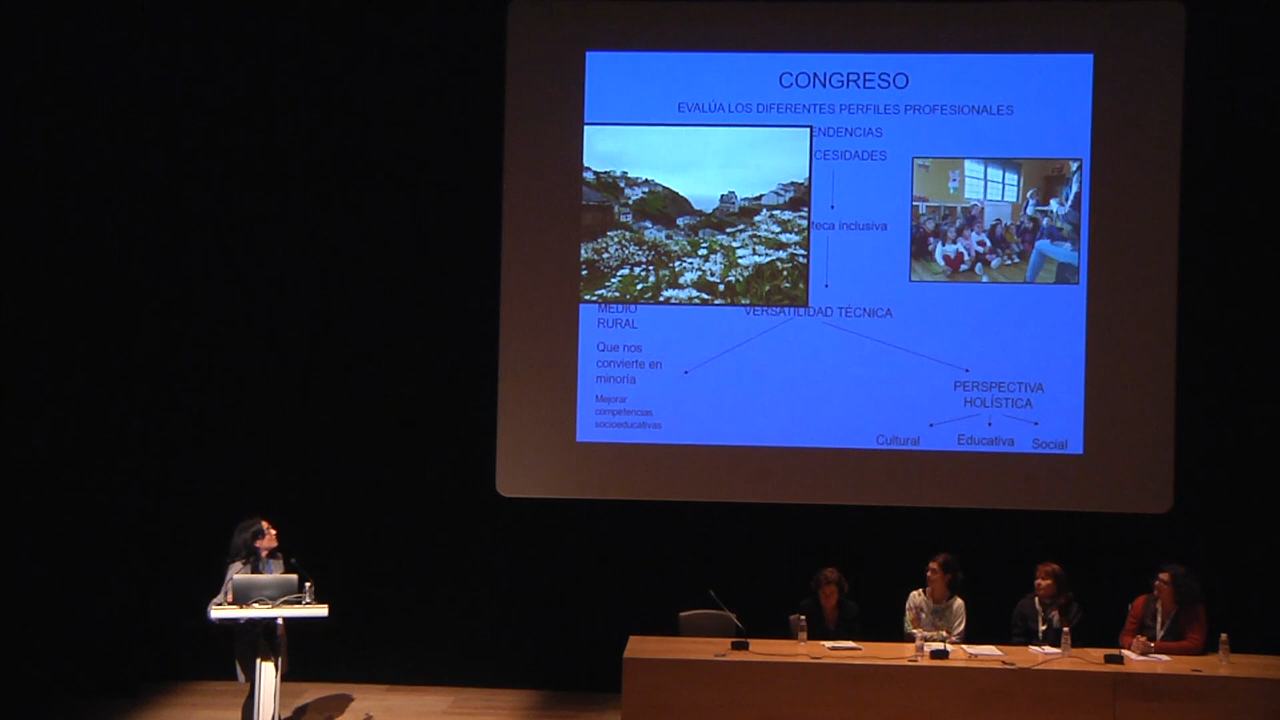 CONGRESO
EVALÚA LOS DIFERENTES PERFILES PROFESIONALES
ENDENCIAS
CESIDADES
teca inclusiva
VERSATILIDAD TÉCNICA
MEDIO
RURAL
Que nos
convierte en
minoría
Mejorar
competencias
socioeducativas
PERSPECTIVA
HOLÍSTICA
Cultural Educativa Social